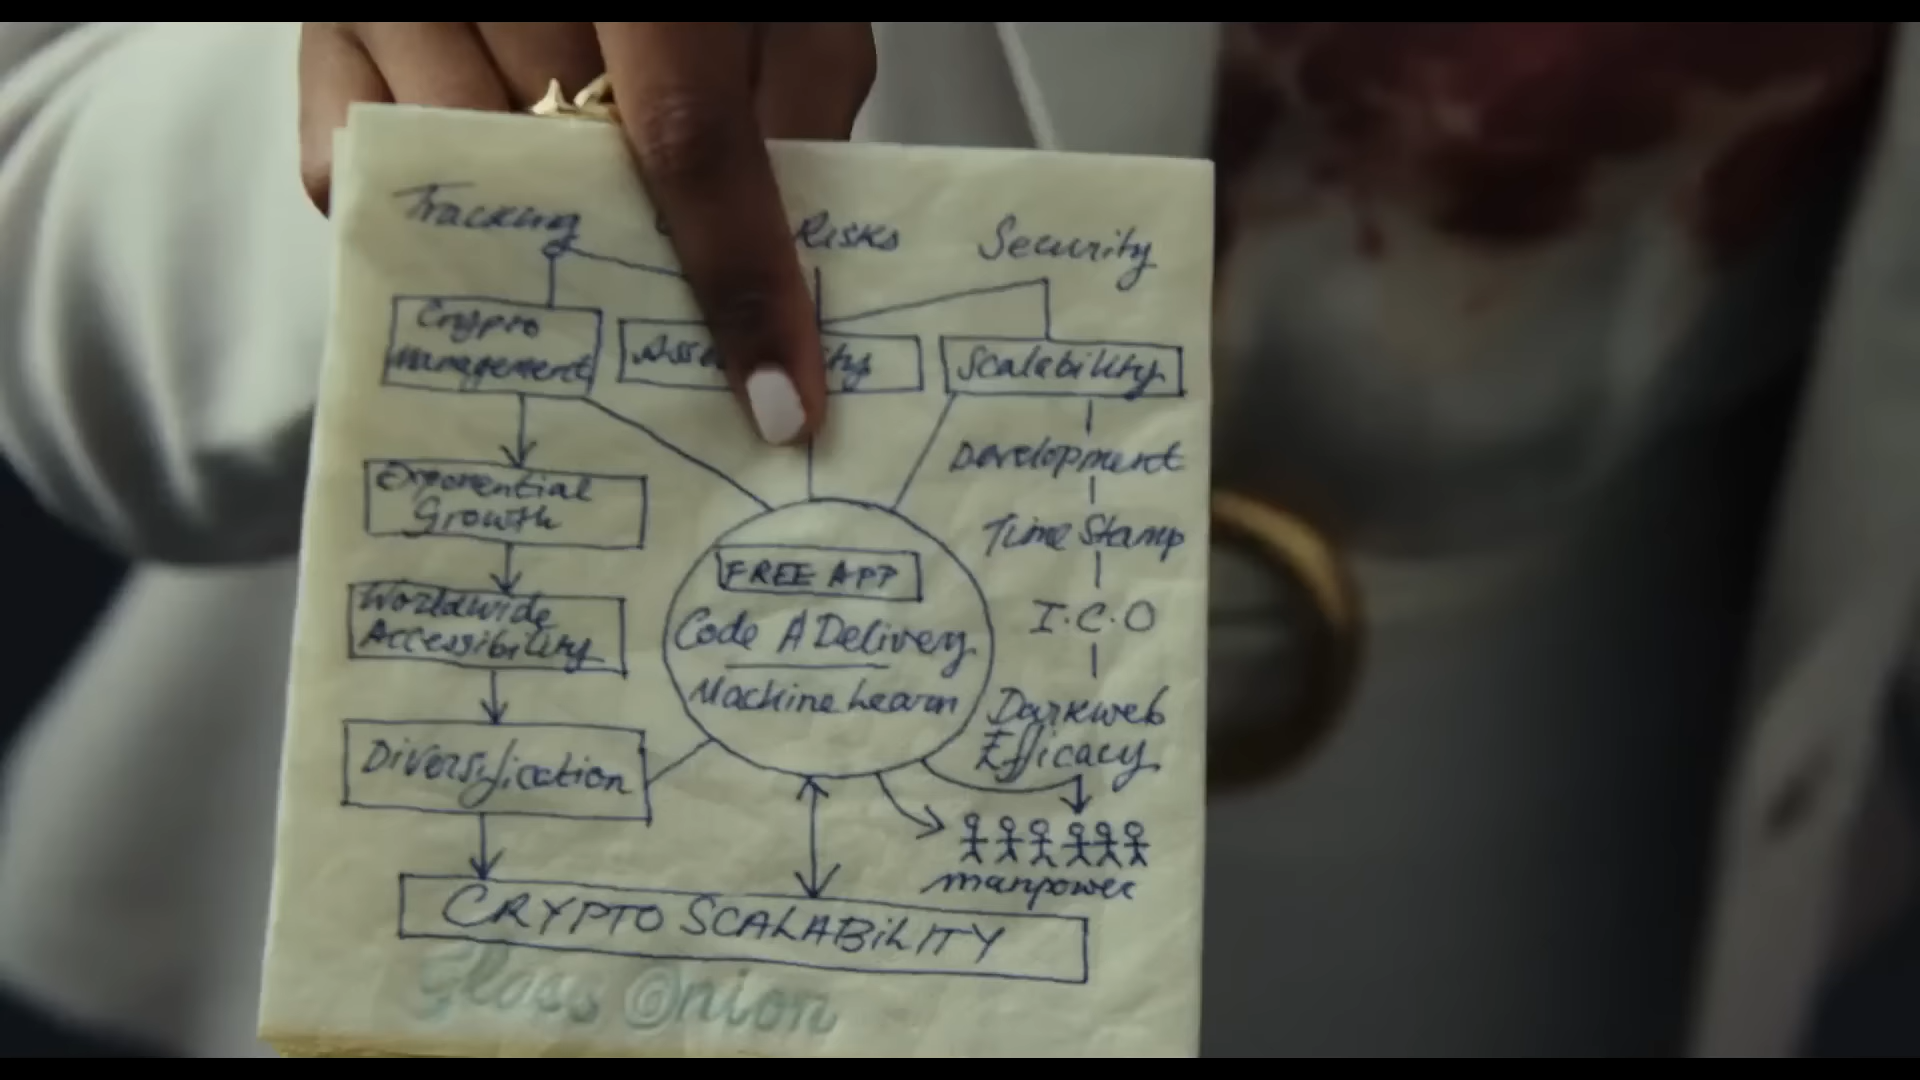 Tracking
Risks
Security
Crypto
management
Scalability
Development
Exponential
Growth
Time Stamp
FREE APP
I.C.O
Worldwide
Accessibility
Code A Delivery
Machine Learn
Darkweb
Efficacy
Diversification
manpower
CRYPTO SCALABILITY
Glass Onion